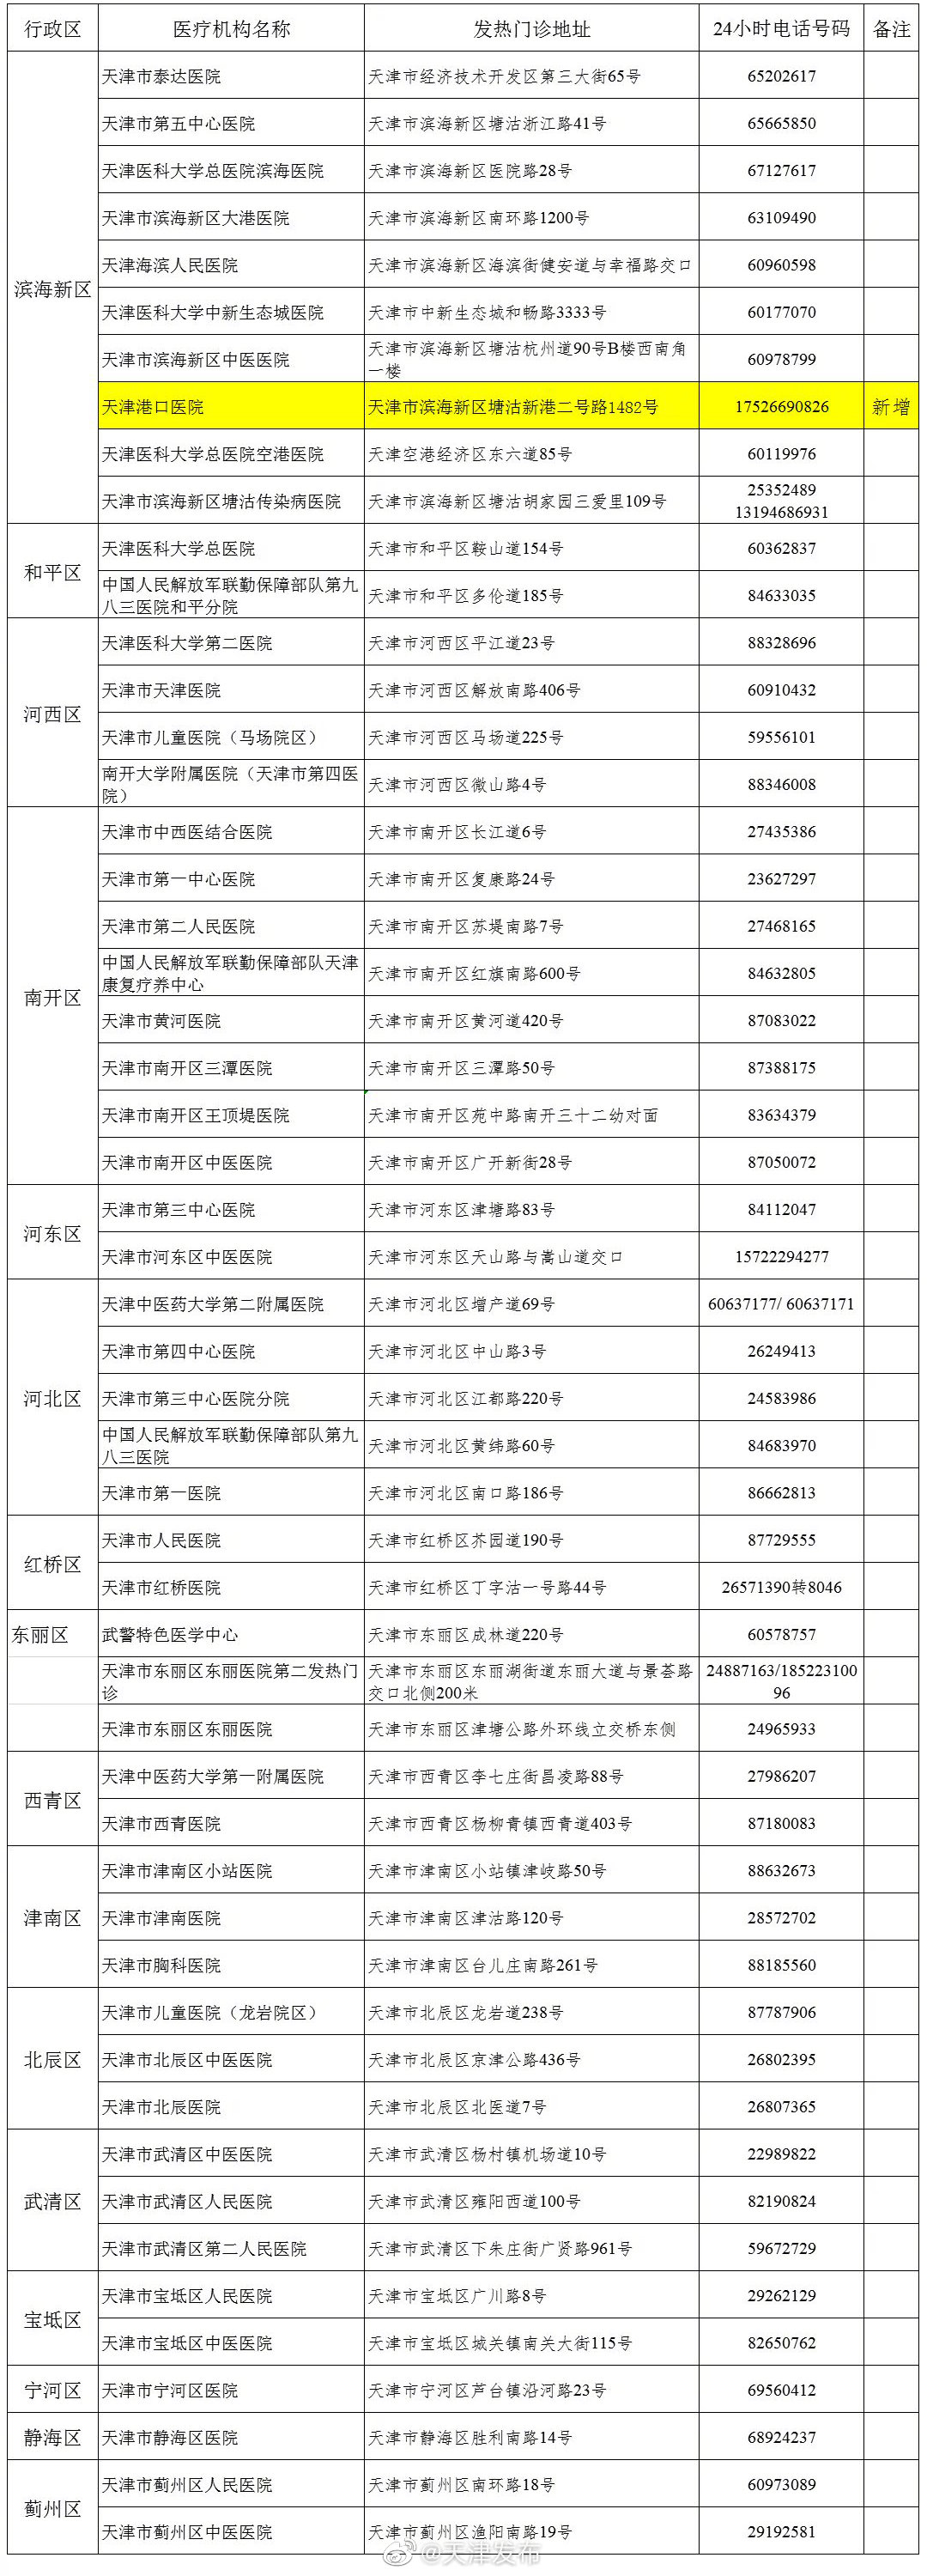 行政区 医疗机构名称 发热门诊地址 24小时电话号码 备注
滨海新区
天津市泰达医院 天津市经济技术开发区第三大街65号 65202617
天津市第五中心医院 天津市滨海新区塘沽浙江路41号 65665850
天津医科大学总医院滨海医院 天津市滨海新区医院路28号 67127617
天津市滨海新区大港医院 天津市滨海新区南环路1200号 63109490
天津海滨人民医院 天津市滨海新区海滨街健安道与幸福路交口 60960598
天津医科大学中新生态城医院 天津市中新生态城和畅路3333号 60177070
天津市滨海新区中医医院 天津市滨海新区塘沽杭州道90号B楼西南角
一楼 60978799
天津港口医院 天津市滨海新区塘沽新港二号路1482号 17526690826 新增
天津医科大学总医院空港医院 天津空港经济区东六道85号 60119976
天津市滨海新区塘沽传染病医院 天津市滨海新区塘沽胡家园三爱里109号 25352489
13194686931
和平区
天津医科大学总医院 天津市和平区鞍山道154号 60362837
中国人民解放军联勤保障部队第九
八三医院和平分院 天津市和平区多伦道185号 84633035
河西区
天津医科大学第二医院 天津市河西区平江道23号 88328696
天津市天津医院 天津市河西区解放南路406号 60910432
天津市儿童医院（马场院区） 天津市河西区马场道225号 59556101
南开大学附属医院（天津市第四医
院） 天津市河西区微山路4号 88346008
南开区
天津市中西医结合医院 天津市南开区长江道6号 27435386
天津市第一中心医院 天津市南开区复康路24号 23627297
天津市第二人民医院 天津市南开区苏堤南路7号 27468165
中国人民解放军联勤保障部队天津
康复疗养中心 天津市南开区红旗南路600号 84632805
天津市黄河医院 天津市南开区黄河道420号 87083022
天津市南开区三潭医院 天津市南开区三潭路50号 87388175
天津市南开区王顶堤医院 天津市南开区苑中路南开三十二幼对面 83634379
天津市南开区中医医院 天津市南开区广开新街28号 87050072
河东区
天津市第三中心医院 天津市河东区津塘路83号 84112047
天津市河东区中医医院 天津市河东区天山路与嵩山道交口 15722294277
河北区
天津中医药大学第二附属医院 天津市河北区增产道69号 60637177/ 60637171
天津市第四中心医院 天津市河北区中山路3号 26249413
天津市第三中心医院分院 天津市河北区江都路220号 24583986
中国人民解放军联勤保障部队第九
八三医院 天津市河北区黄纬路60号 84683970
天津市第一医院 天津市河北区南口路186号 86662813
红桥区
天津市人民医院 天津市红桥区芥园道190号 87729555
天津市红桥医院 天津市红桥区丁字沽一号路44号 26571390转8046
东丽区 武警特色医学中心 天津市东丽区成林道220号 60578757
天津市东丽区东丽医院第二发热门 天津市东丽区东丽湖街道东丽大道与景荟路 24887163/185223100
诊 交口北侧200米 96
天津市东丽区东丽医院 天津市东丽区津塘公路外环线立交桥东侧 24965933
西青区
天津中医药大学第一附属医院 天津市西青区李七庄街昌凌路88号 27986207
天津市西青医院 天津市西青区杨柳青镇西青道403号 87180083
津南区
天津市津南区小站医院 天津市津南区小站镇津岐路50号 88632673
天津市津南医院 天津市津南区津沽路120号 28572702
天津市胸科医院 天津市津南区台儿庄南路261号 88185560
北辰区
天津市儿童医院（龙岩院区） 天津市北辰区龙岩道238号 87787906
天津市北辰区中医医院 天津市北辰区京津公路436号 26802395
天津市北辰医院 天津市北辰区北医道7号 26807365
武清区
天津市武清区中医医院 天津市武清区杨村镇机场道10号 22989822
天津市武清区人民医院 天津市武清区雍阳西道100号 82190824
天津市武清区第二人民医院 天津市武清区下朱庄街广贤路961号 59672729
宝坻区
天津市宝坻区人民医院 天津市宝坻区广川路8号 29262129
天津市宝坻区中医医院 天津市宝坻区城关镇南关大街115号 82650762
宁河区 天津市宁河区医院 天津市宁河区芦台镇沿河路23号 69560412
静海区 天津市静海区医院 天津市静海区胜利南路14号 68924237
蓟州区
天津市蓟州区人民医院 天津市蓟州区南环路18号 60973089
天津市蓟州区中医医院 天津市蓟州区渔阳南路19号 29192581
@天津发布